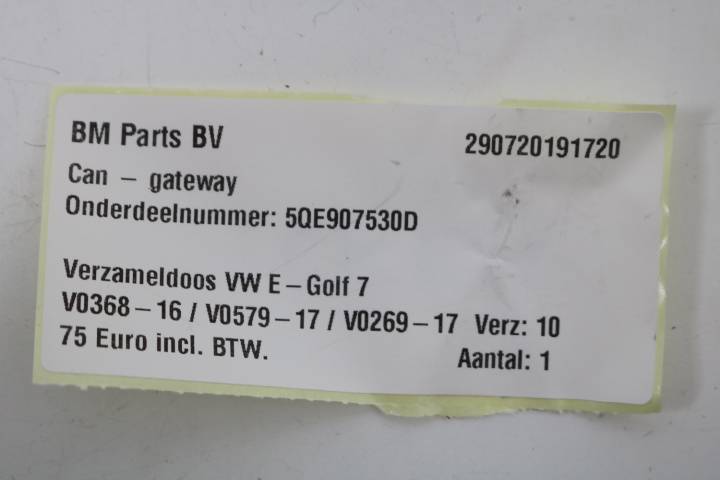 BM Parts BV 290720191720
Can – gateway
Onderdeelnummer: 5QE907530D
Verzameldoos VW E – Golf 7
V0368 – 16 / V0579 – 17 / V0269 – 17 Verz: 10
75 Euro incl. BTW. Aantal: 1